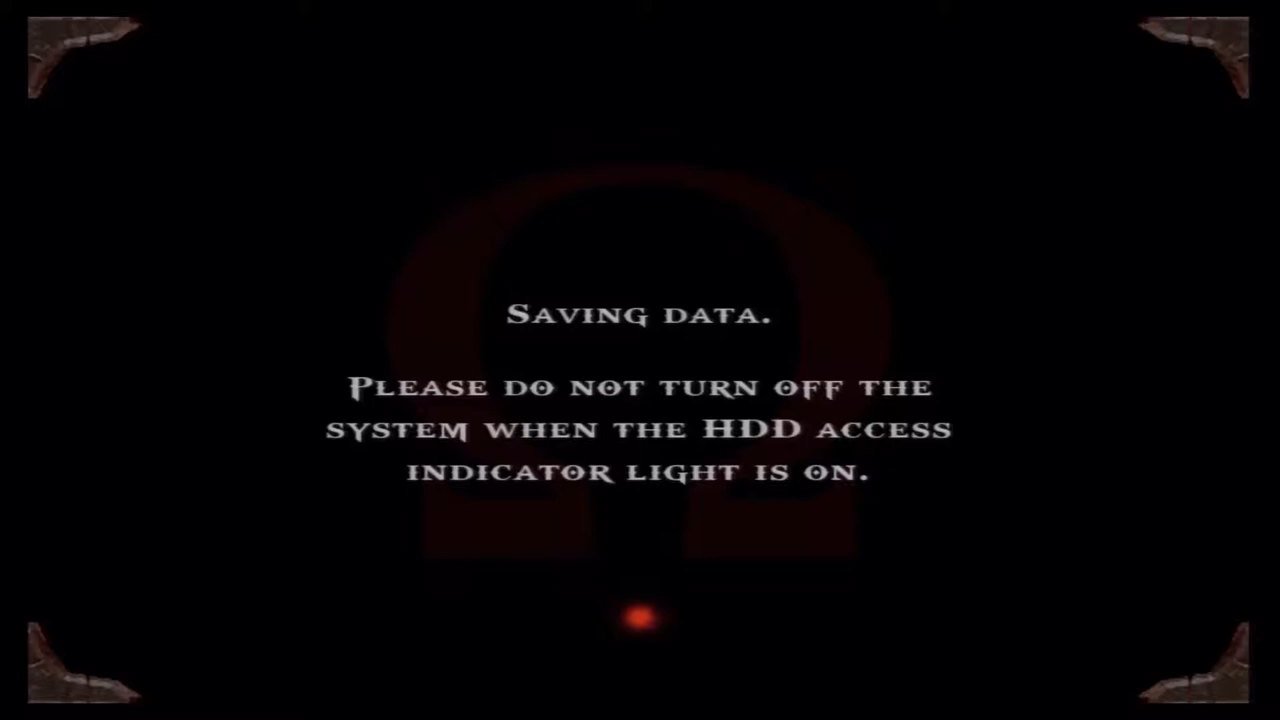 Saving data.
Please do not turn off the
system when the HDD access
indicator light is on.